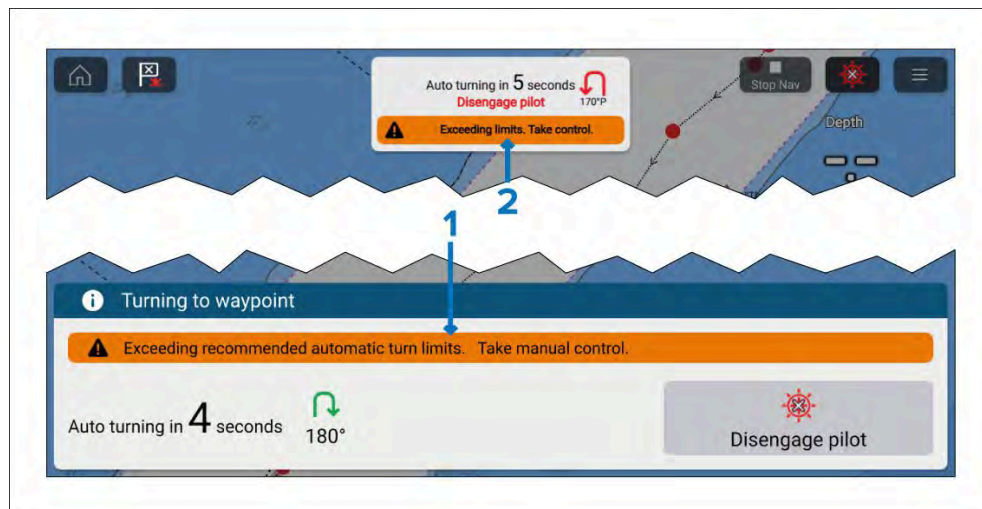 Auto turning in 5 seconds
Disengage pilot
170°P
Exceeding limits. Take control.
Stop Nav
Depth
2
1
Turning to waypoint
Exceeding recommended automatic turn limits. Take manual control.
Auto turning in 4 seconds
180°
Disengage pilot